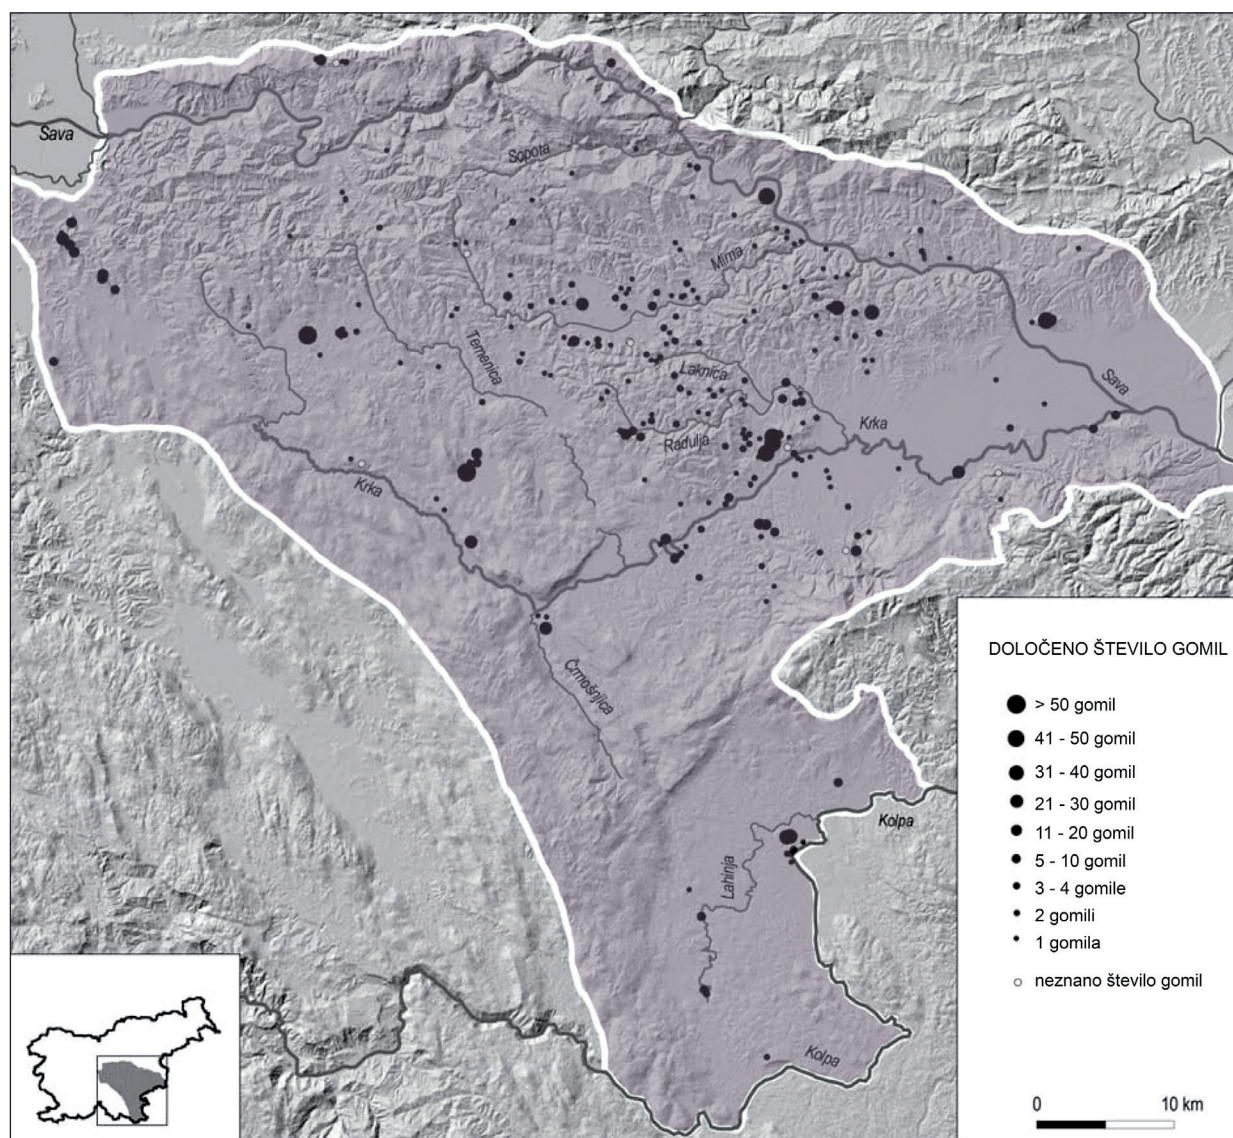 Sava
Sopota
Mirna
Temenica
Laknica
Sava
Radulja
Krka
Krka
Črmošnjica
Kolpa
Lahinja
Kolpa
DOLOČENO ŠTEVILO GOMIL
> 50 gomil
41 - 50 gomil
31 - 40 gomil
21 - 30 gomil
11 - 20 gomil
5 - 10 gomil
3 - 4 gomile
2 gomili
1 gomila
neznano število gomil
0 10 km